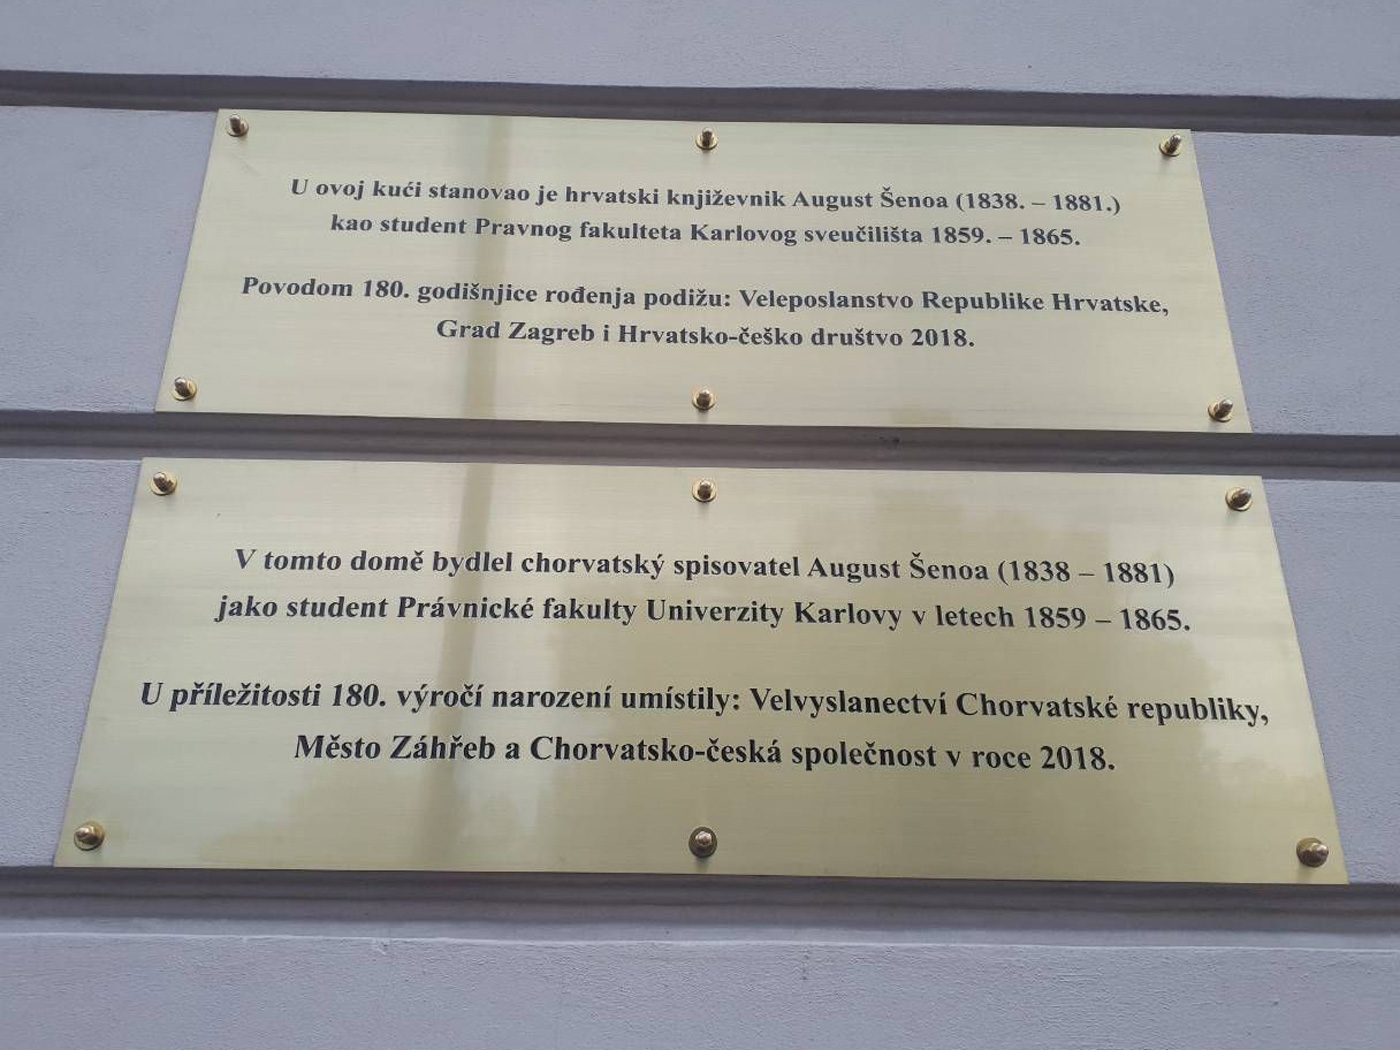 U ovoj kući stanovao je hrvatski književnik August Šenoa (1838. – 1881.)
kao student Pravnog fakulteta Karlovog sveučilišta 1859. – 1865.
Povodom 180. godišnjice rođenja podižu: Veleposlanstvo Republike Hrvatske,
Grad Zagreb i Hrvatsko-češko društvo 2018.
V tomto domě bydlel chorvatský spisovatel August Šenoa (1838 – 1881)
jako student Právnické fakulty Univerzity Karlovy v letech 1859 – 1865.
U příležitosti 180. výročí narození umístily: Velvyslanectví Chorvatské republiky,
Město Záhřeb a Chorvatsko-česká společnost v roce 2018.